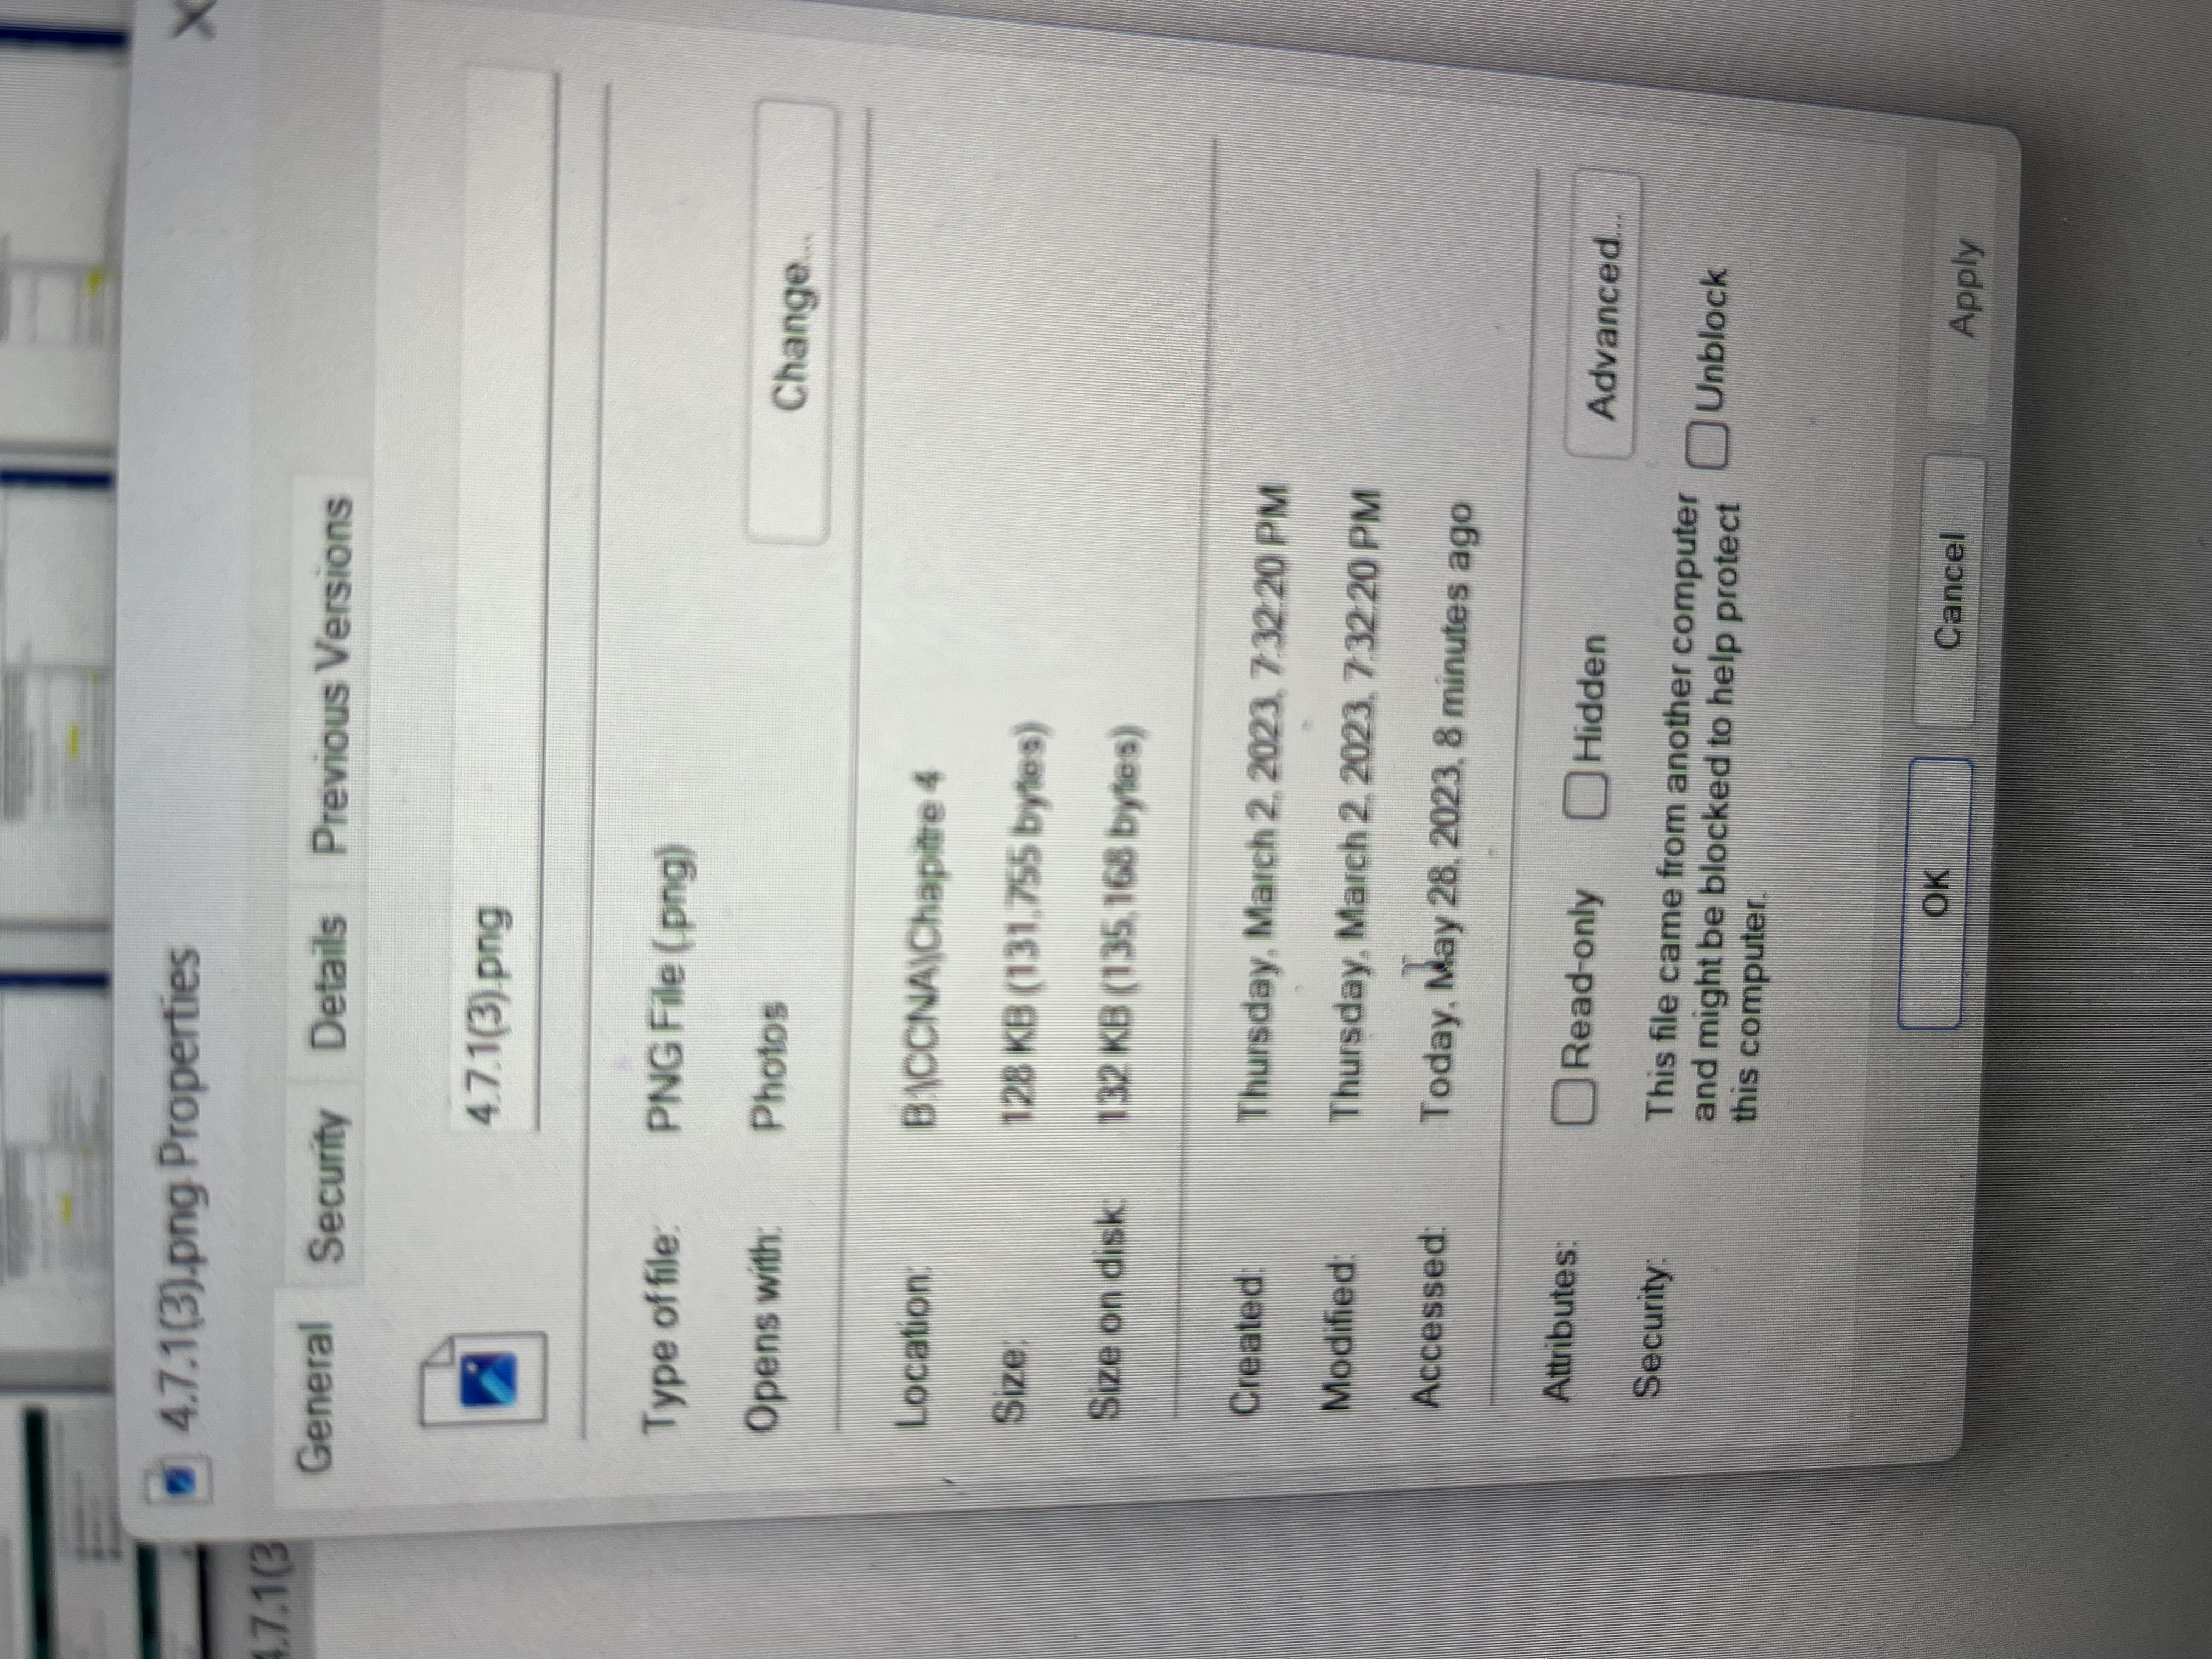 4.7.1(3).png Properties
4.7.1(3
General Security Details Previous Versions
4.7.1(3).png
Type of file: PNG File (.png)
Opens with: Photos Change...
Location: B:\CCNA\Chapitre 4
Size: 128 KB (131,755 bytes)
Size on disk: 132 KB (135,168 bytes)
Created: Thursday, March 2, 2023, 7:32:20 PM
Modified: Thursday, March 2, 2023, 7:32:20 PM
Accessed: Today, May 28, 2023, 8 minutes ago
Attributes: Read-only Hidden Advanced...
Security: This file came from another computer
and might be blocked to help protect Unblock
this computer.
OK Cancel Apply